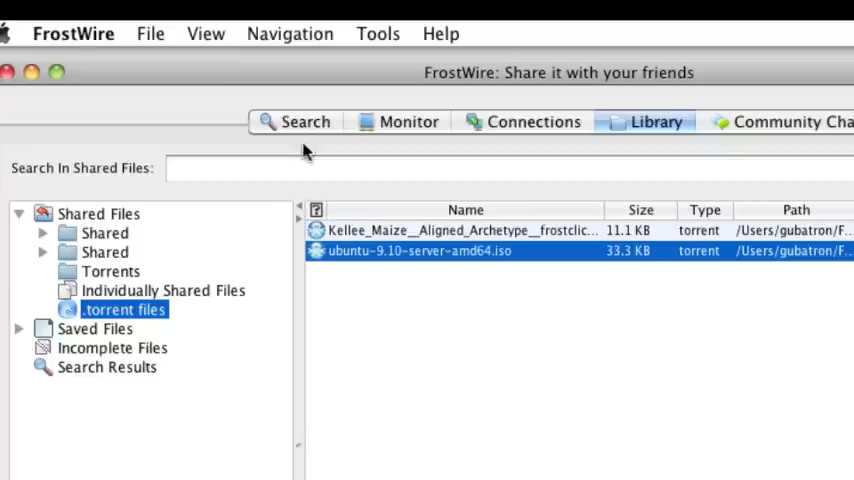 FrostWire File View Navigation Tools Help
FrostWire: Share it with your friends
Search Monitor Connections Library Community Cha
Search In Shared Files:
? Name Size Type Path
Shared Files
Shared
Shared
Torrents
Individually Shared Files
.torrent files
Saved Files
Incomplete Files
Search Results
Kellee_Maize__Aligned_Archetype__frostclic... 11.1 KB torrent /Users/gubatron/F...
ubuntu-9.10-server-amd64.iso 33.3 KB torrent /Users/gubatron/F...